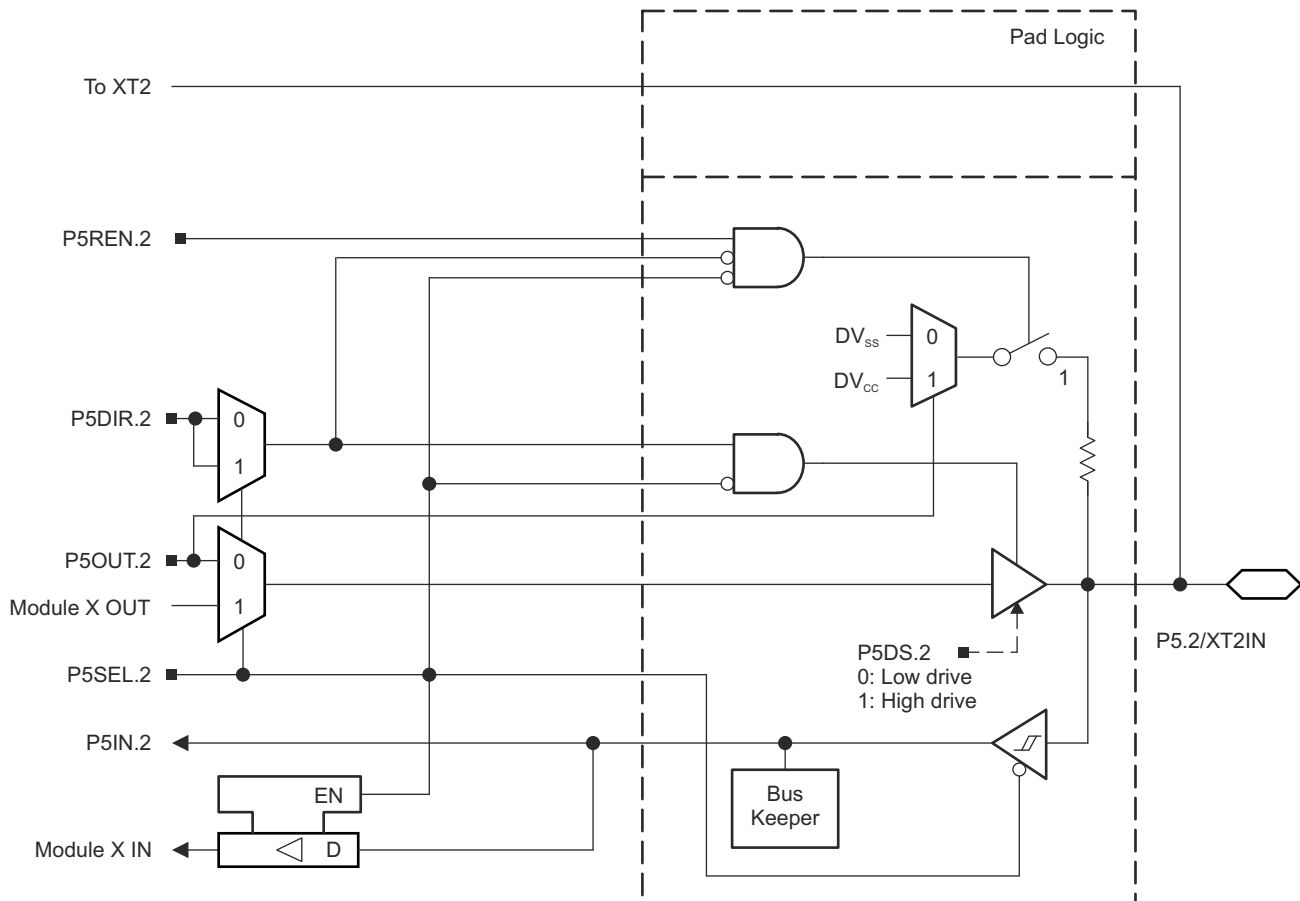 Pad Logic
To XT2
P5REN.2
DVSS
0
DVCC
1
1
P5DIR.2
0
1
P5OUT.2
0
Module X OUT
1
P5SEL.2
P5DS.2
0: Low drive
1: High drive
P5.2/XT2IN
P5IN.2
EN
Bus
Keeper
Module X IN
D